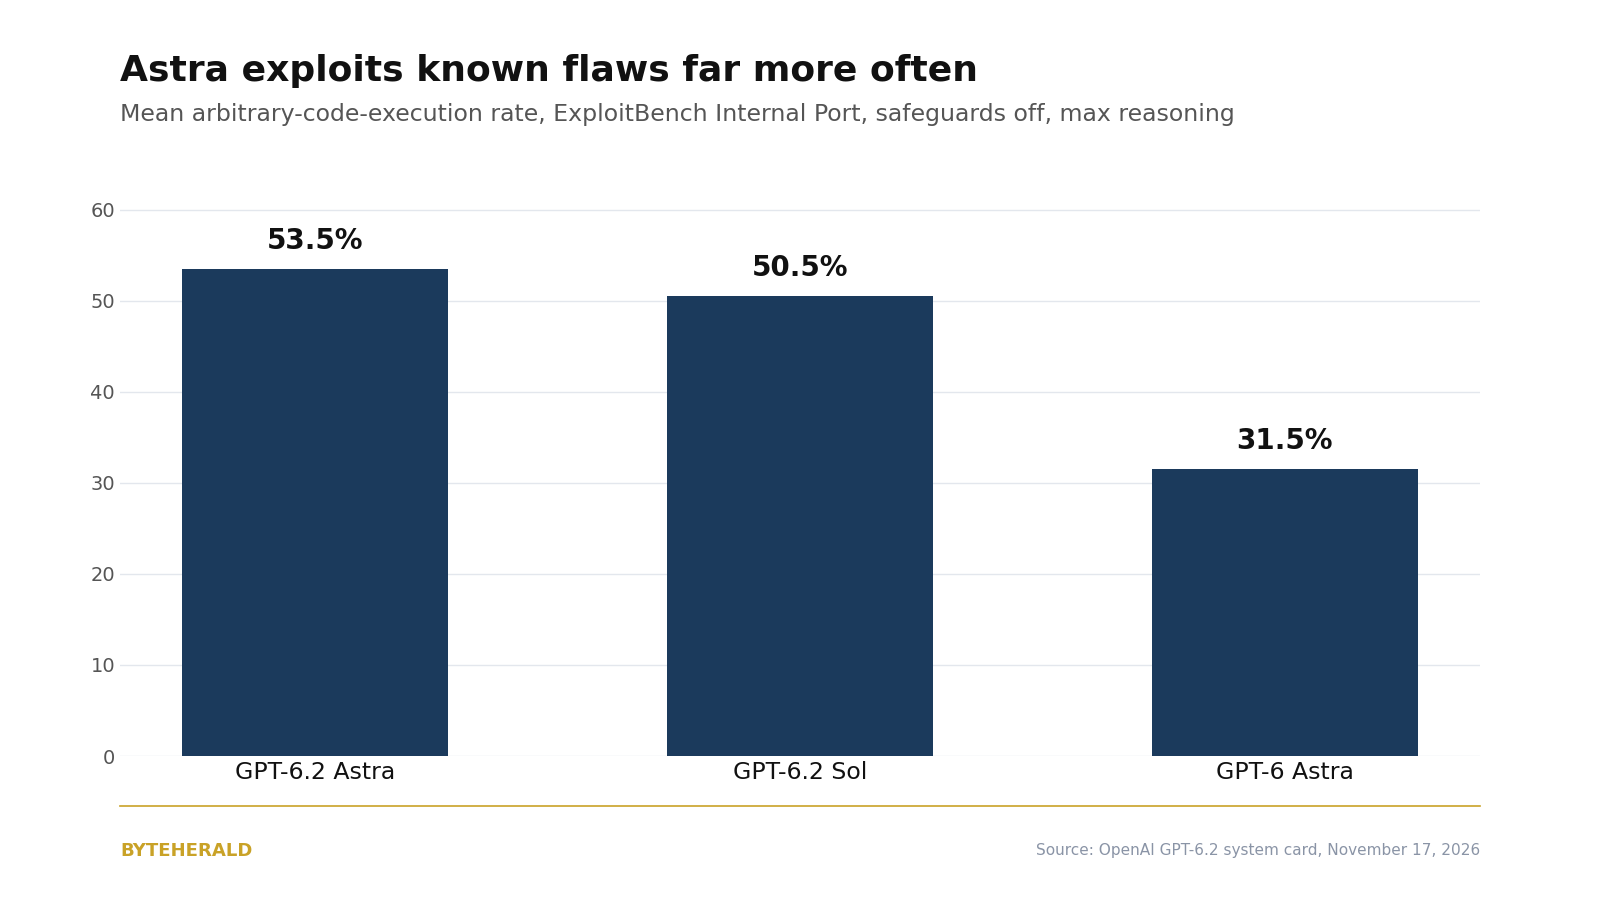 Astra exploits known flaws far more often
Mean arbitrary-code-execution rate, ExploitBench Internal Port, safeguards off, max reasoning
60
53.5%
50.5%
50
40
31.5%
30
20
10
0
GPT-6.2 Astra
GPT-6.2 Sol
GPT-6 Astra
BYTEHERALD
Source: OpenAI GPT-6.2 system card, November 17, 2026